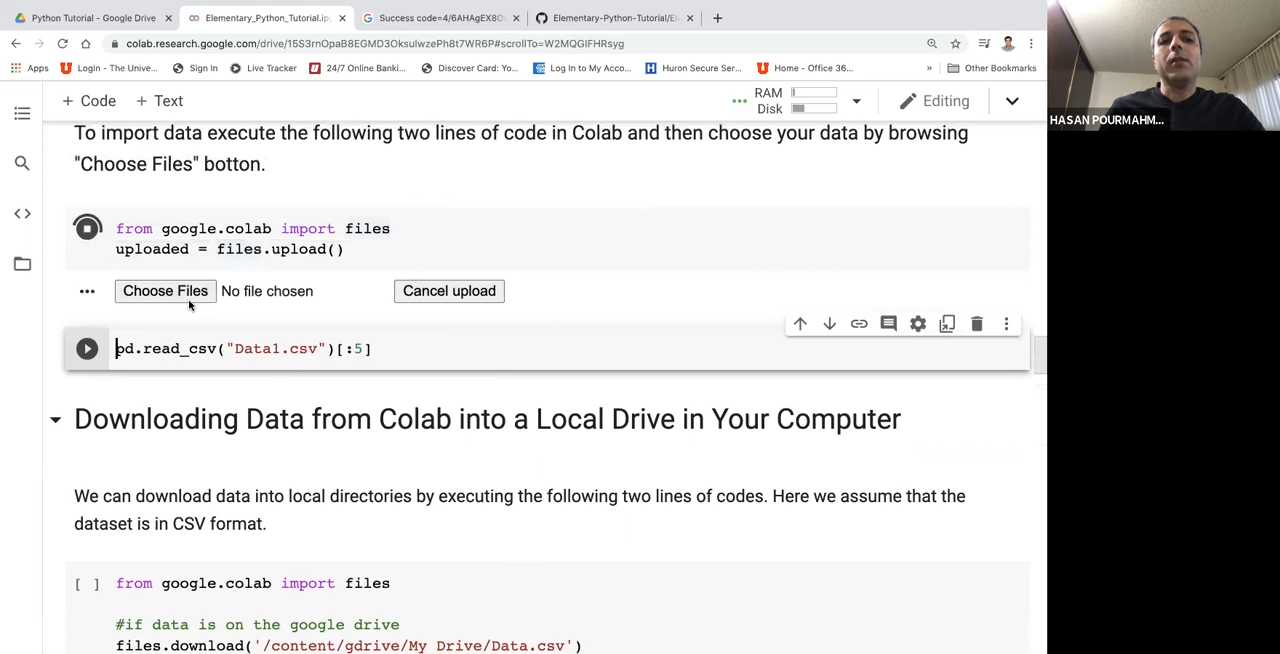 Python Tutorial - Google Drive
Elementary_Python_Tutorial.ip
Success code=4/6AHAgEX8O
Elementary-Python-Tutorial/El
colab.research.google.com/drive/15S3rnOpaB8EGMD3OksulwzePh8t7WR6P#scrollTo=W2MQGIFHRsyg
Apps
Login - The Unive...
Sign In
Live Tracker
24/7 Online Banki...
Discover Card: Yo...
Log In to My Acco...
Huron Secure Ser...
Home - Office 36...
»
Other Bookmarks
+ Code
+ Text
RAM
Disk
Editing
HASAN POURMAHM...
To import data execute the following two lines of code in Colab and then choose your data by browsing
"Choose Files" botton.
from google.colab import files
uploaded = files.upload()
Choose Files No file chosen
Cancel upload
pd.read_csv("Data1.csv")[:5]
Downloading Data from Colab into a Local Drive in Your Computer
We can download data into local directories by executing the following two lines of codes. Here we assume that the
dataset is in CSV format.
[ ] from google.colab import files
#if data is on the google drive
files.download('/content/gdrive/My Drive/Data.csv')